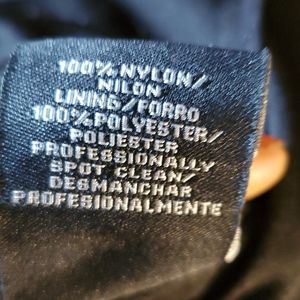 100% NYLON/
NILON
LINING/FORRO
100% POLYESTER/
POLIESTER
PROFESSIONALLY
SPOT CLEAN/
DESMANCHAR
PROFESIONALMENTE